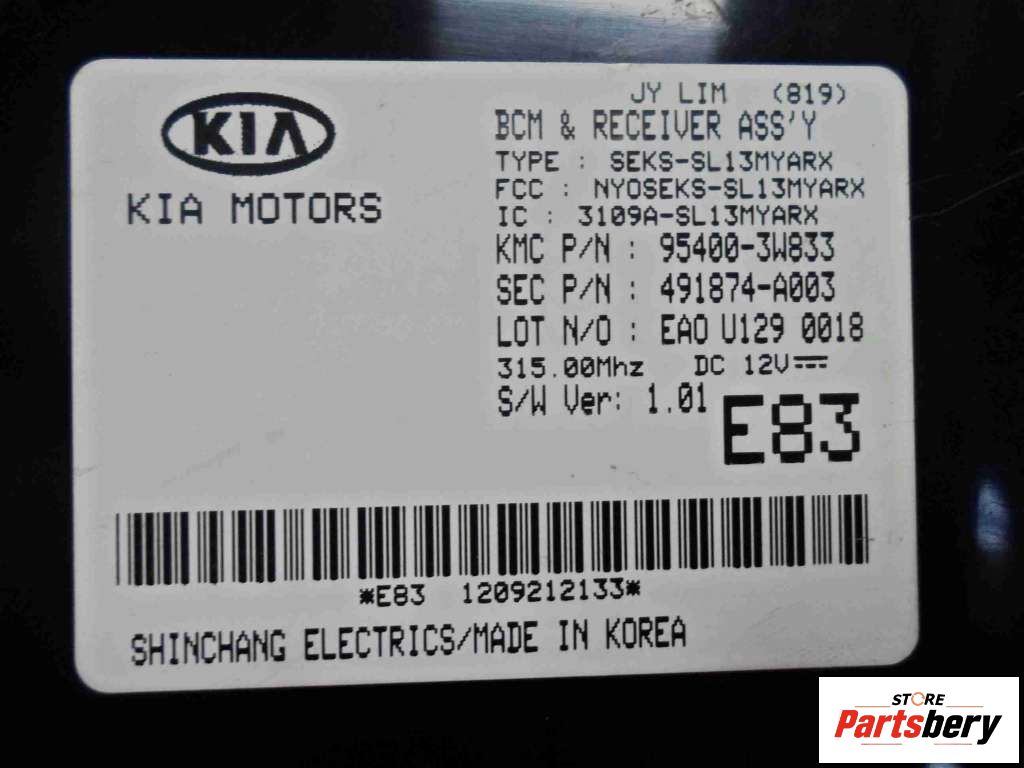 KIA
KIA MOTORS
JY LIM (819)
BCM & RECEIVER ASS'Y
TYPE : SEKS-SL13MYARX
FCC : NYOSEKS-SL13MYARX
IC : 3109A-SL13MYARX
KMC P/N : 95400-3W833
SEC P/N : 491874-A003
LOT N/O : EAO U129 0018
315.00Mhz DC 12V
S/W Ver: 1.01
E83
*E83 1209212133*
SHINCHANG ELECTRICS/MADE IN KOREA
STORE
Partsbery